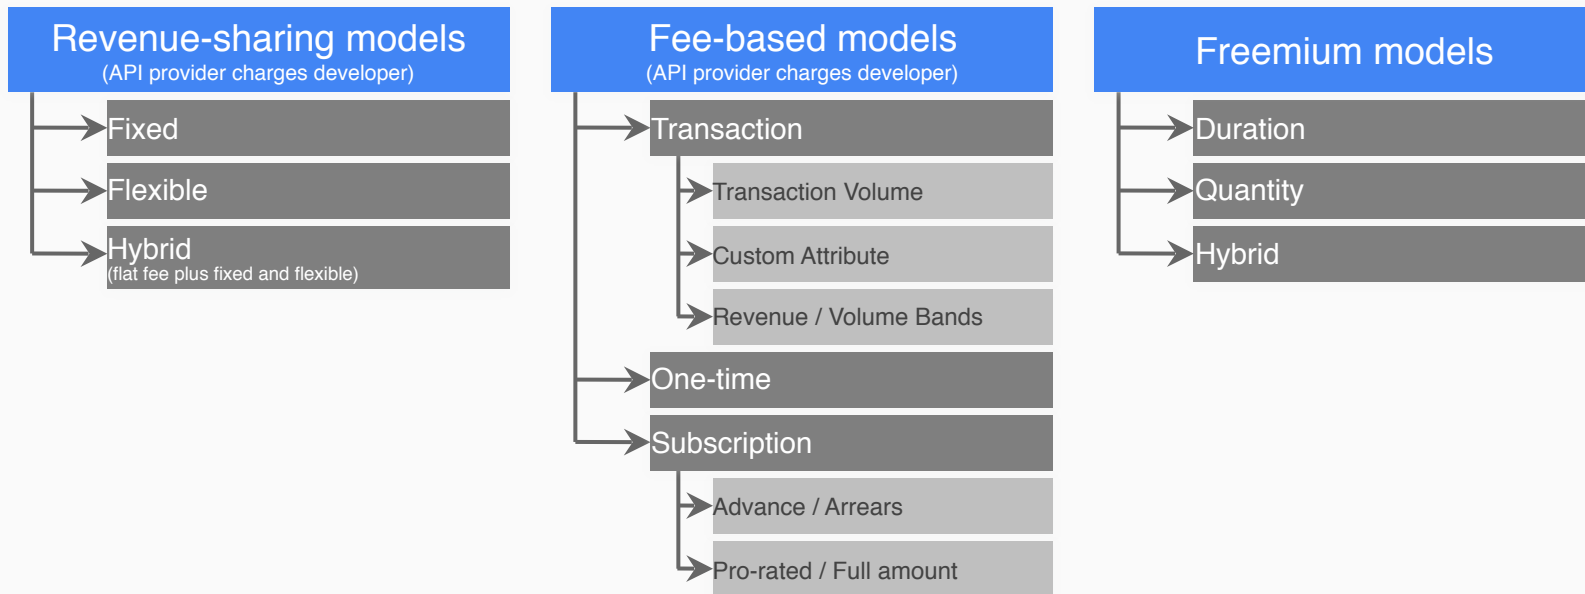 Revenue-sharing models
(API provider charges developer)
Fixed
Flexible
Hybrid
(flat fee plus fixed and flexible)
Fee-based models
(API provider charges developer)
Transaction
Transaction Volume
Custom Attribute
Revenue / Volume Bands
One-time
Subscription
Advance / Arrears
Pro-rated / Full amount
Freemium models
Duration
Quantity
Hybrid